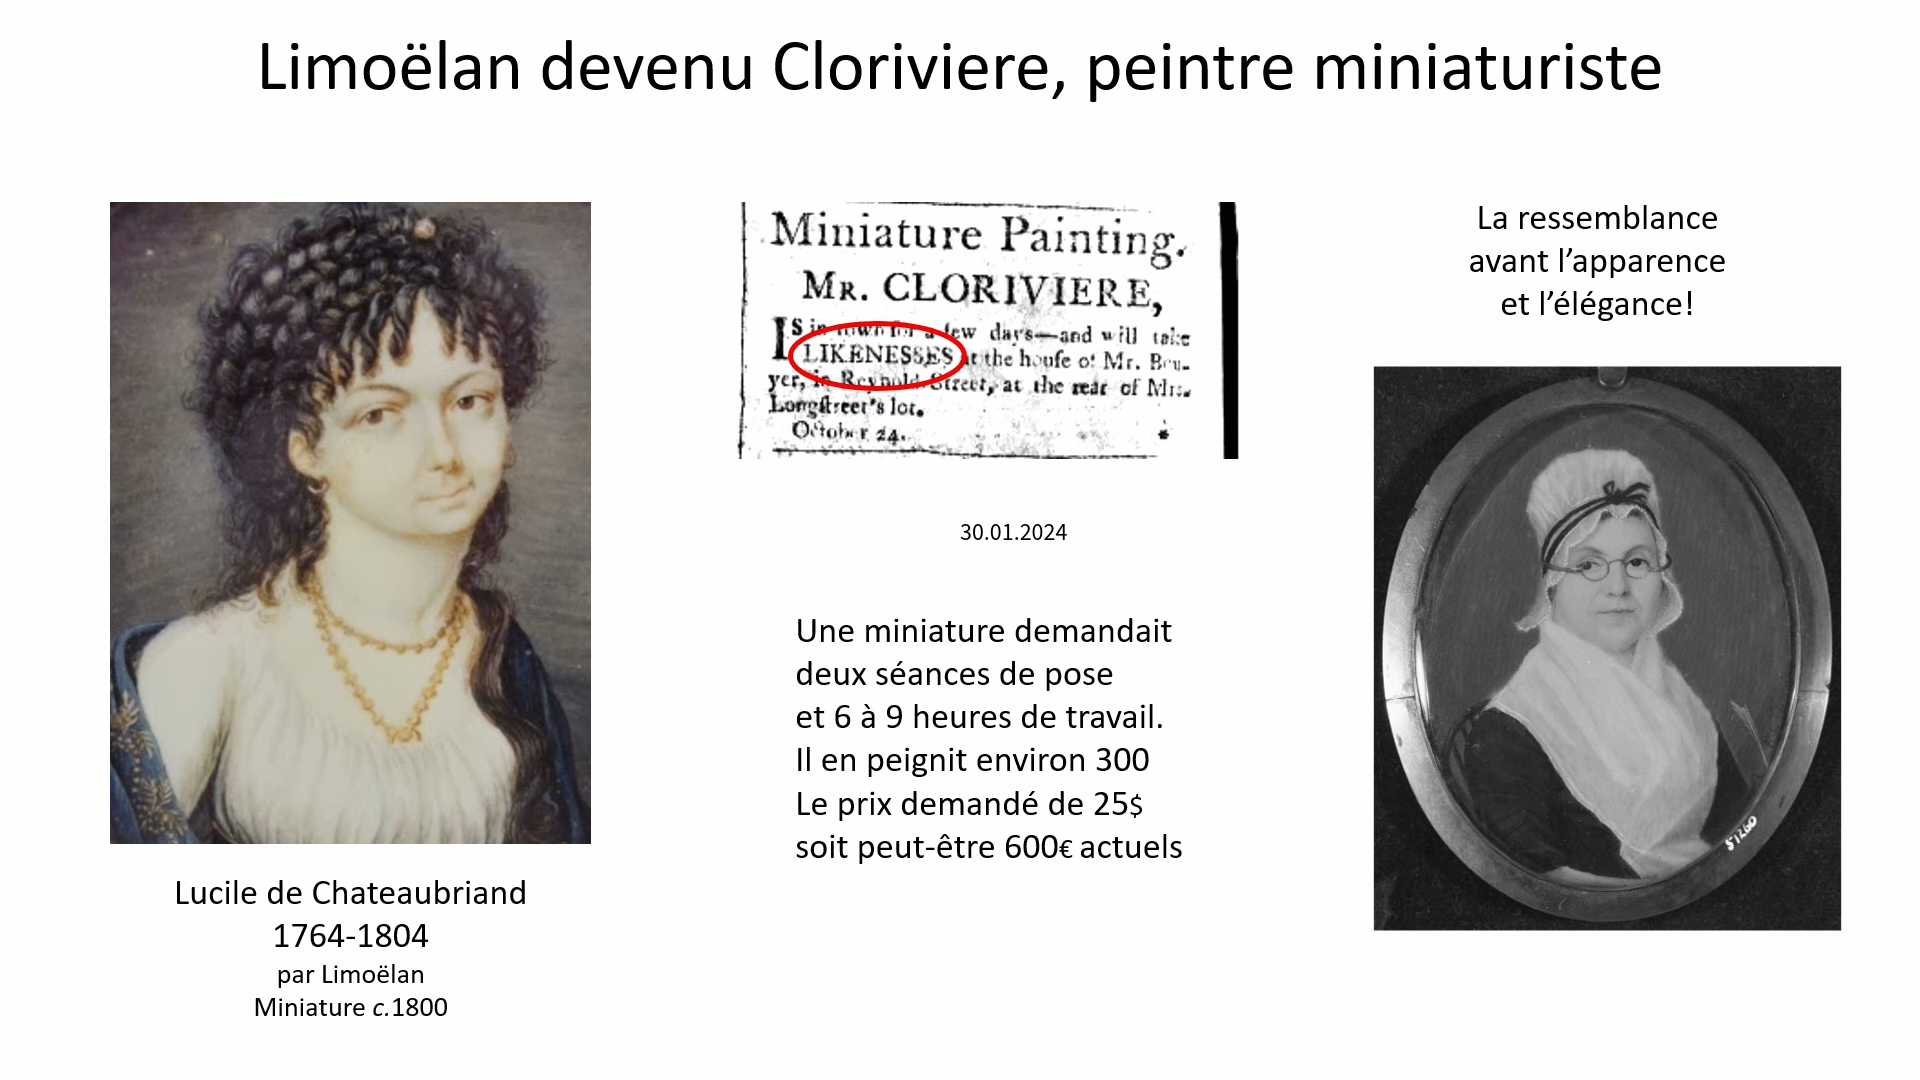 Limoëlan devenu Cloriviere, peintre miniaturiste
Miniature Painting.
MR. CLORIVIERE,
IS in town for a few days—and will take
LIKENESSES at the house of Mr. Bru-
yer, in Reynold Street, at the rear of Mr.
Longstreet's lot.
October 24.
30.01.2024
Une miniature demandait
deux séances de pose
et 6 à 9 heures de travail.
Il en peignit environ 300
Le prix demandé de 25$
soit peut-être 600€ actuels
La ressemblance
avant l’apparence
et l’élégance!
51260
Lucile de Chateaubriand
1764-1804
par Limoëlan
Miniature c.1800